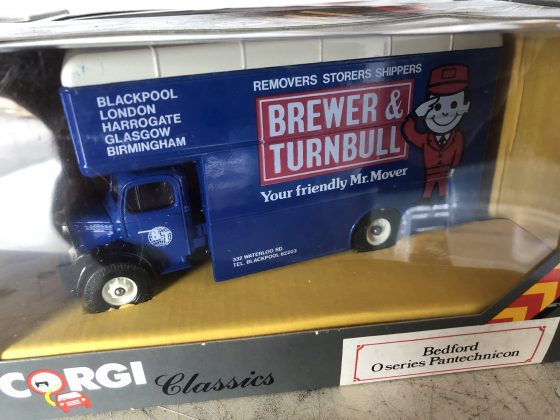 BLACKPOOL
LONDON
HARROGATE
GLASGOW
BIRMINGHAM
REMOVERS STORERS SHIPPERS
BREWER &
TURNBULL
Your friendly Mr. Mover
332 WATERLOO RD.
TEL. BLACKPOOL 62203
CORGI Classics
Bedford
O series Pantechnicon